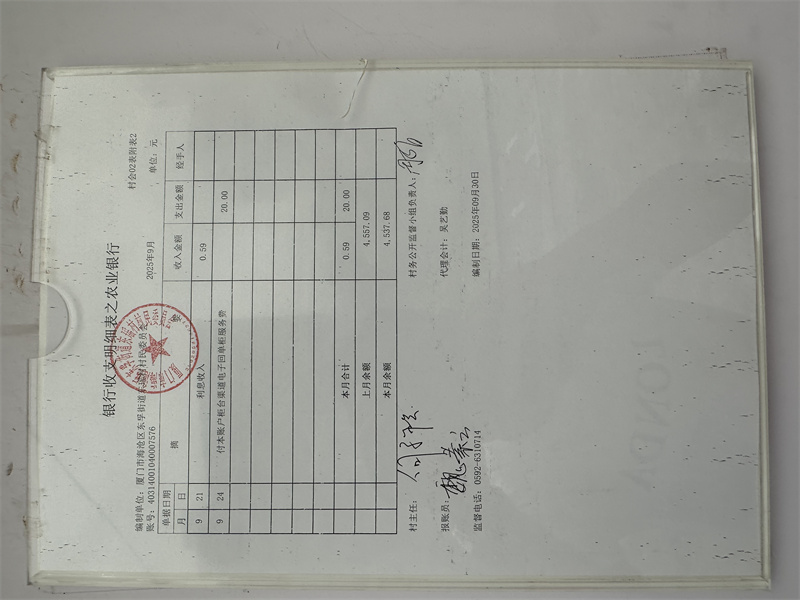 银行收支明细表之农业银行
村会02表附表2
编制单位：厦门市海沧区东孚街道 村民委员会 2025年9月 单位：元
账号：40314001040007576
单据日期 摘 要 收入金额 支出金额 经手人
月 日
9 21 利息收入 0.59
9 24 付本账户柜台渠道电子回单柜服务费 20.00
本月合计 0.59 20.00
上月余额 4,557.09
本月余额 4,537.68
村主任： 村务公开监督小组负责人：
报账员： 代理会计：吴艺勤
监督电话：0592-6310714 编制日期：2025年09月30日